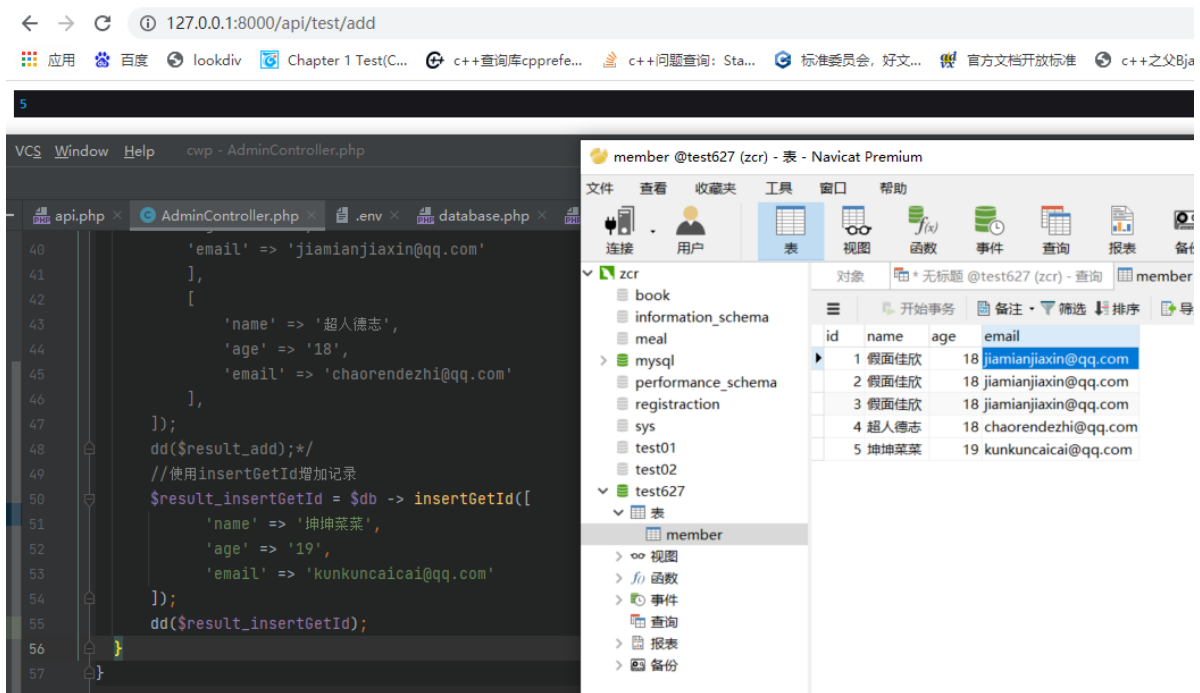 127.0.0.1:8000/api/test/add
应用 百度 lookdiv Chapter 1 Test(C... c++查询库cpprefe... c++问题查询: Sta... 标准委员会, 好文... 官方文档开放标准 c++之父Bja
5
VCS Window Help cwp - AdminController.php
api.php AdminController.php .env database.php
40 'email' => 'jiamianjiaxin@qq.com'
41 ],
42 [
43 'name' => '超人德志',
44 'age' => '18',
45 'email' => 'chaorendezhi@qq.com'
46 ],
47 ]);
48 dd($result_add);*/
49 //使用insertGetId增加记录
50 $result_insertGetId = $db -> insertGetId([
51 'name' => '坤坤菜菜',
52 'age' => '19',
53 'email' => 'kunkuncaicai@qq.com'
54 ]);
55 dd($result_insertGetId);
56 }
57 }
member @test627 (zcr) - 表 - Navicat Premium
文件 查看 收藏夹 工具 窗口 帮助
连接 用户 表 视图 函数 事件 查询 报表 备份
zcr
book
information_schema
meal
mysql
performance_schema
registraction
sys
test01
test02
test627
表
member
视图
函数
事件
查询
报表
备份
对象 * 无标题 @test627 (zcr) - 查询 member
开始事务 备注 筛选 排序 导
id name age email
1 假面佳欣 18 jiamianjiaxin@qq.com
2 假面佳欣 18 jiamianjiaxin@qq.com
3 假面佳欣 18 jiamianjiaxin@qq.com
4 超人德志 18 chaorendezhi@qq.com
5 坤坤菜菜 19 kunkuncaicai@qq.com